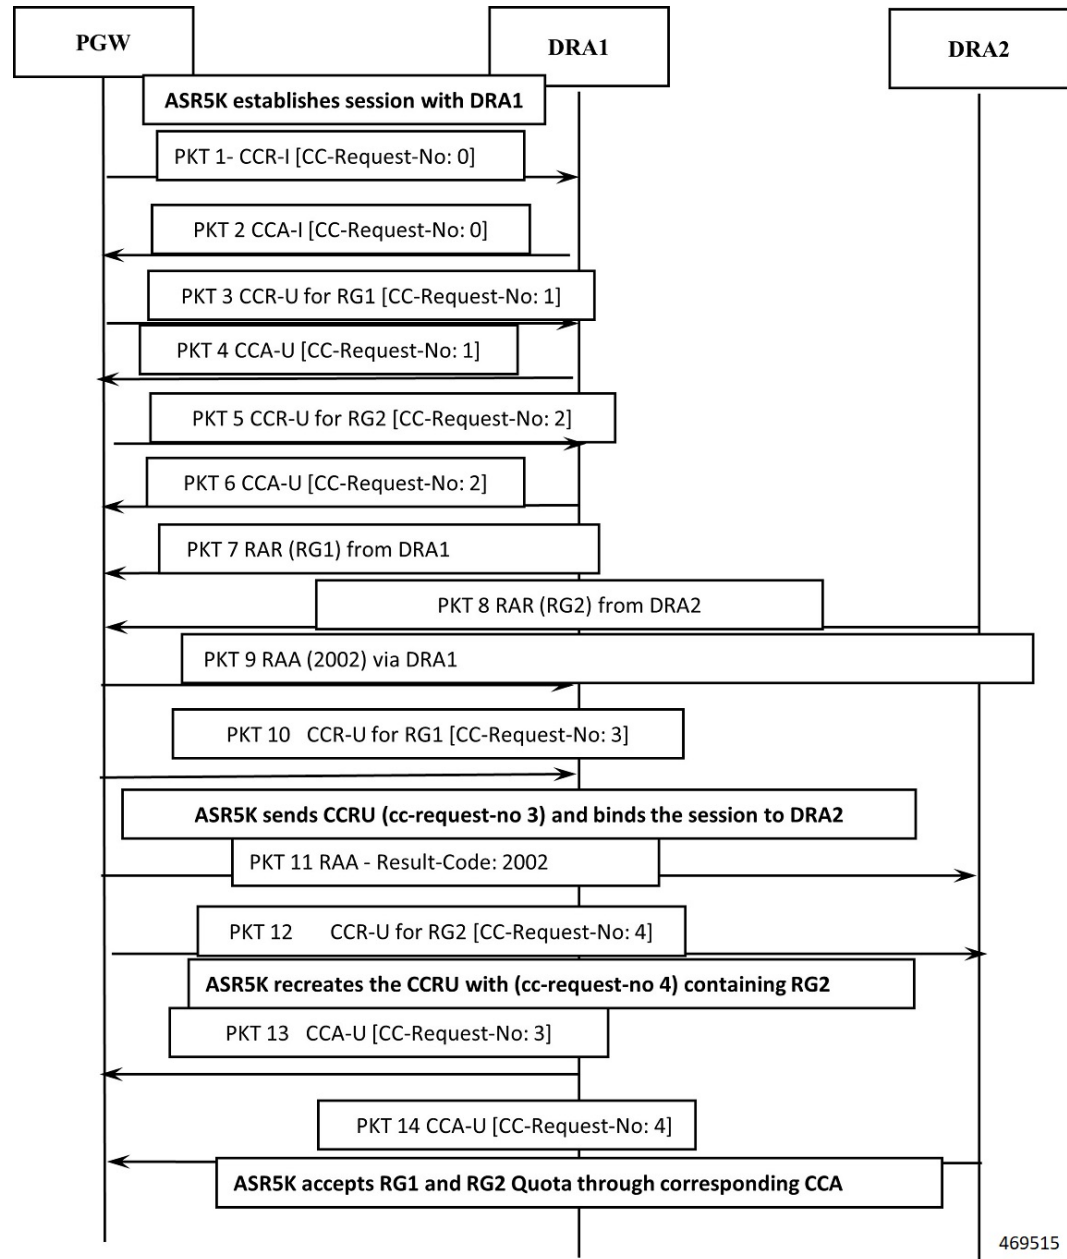 PGW
DRA1
DRA2
ASR5K establishes session with DRA1
PKT 1- CCR-I [CC-Request-No: 0]
PKT 2 CCA-I [CC-Request-No: 0]
PKT 3 CCR-U for RG1 [CC-Request-No: 1]
PKT 4 CCA-U [CC-Request-No: 1]
PKT 5 CCR-U for RG2 [CC-Request-No: 2]
PKT 6 CCA-U [CC-Request-No: 2]
PKT 7 RAR (RG1) from DRA1
PKT 8 RAR (RG2) from DRA2
PKT 9 RAA (2002) via DRA1
PKT 10 CCR-U for RG1 [CC-Request-No: 3]
ASR5K sends CCRU (cc-request-no 3) and binds the session to DRA2
PKT 11 RAA - Result-Code: 2002
PKT 12 CCR-U for RG2 [CC-Request-No: 4]
ASR5K recreates the CCRU with (cc-request-no 4) containing RG2
PKT 13 CCA-U [CC-Request-No: 3]
PKT 14 CCA-U [CC-Request-No: 4]
ASR5K accepts RG1 and RG2 Quota through corresponding CCA
469515